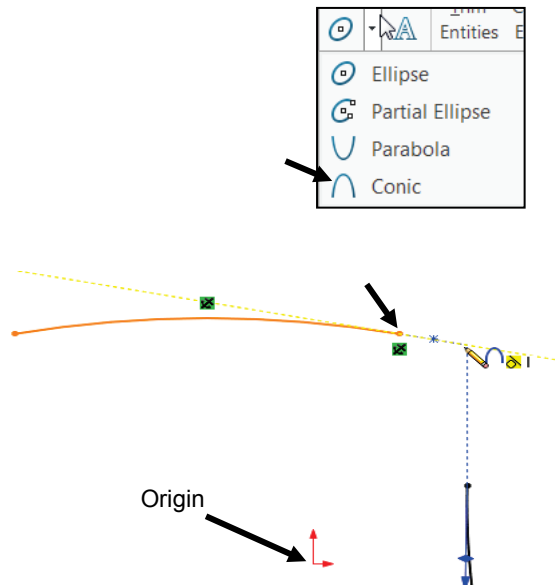 Entities
Ellipse
Partial Ellipse
Parabola
Conic
Origin